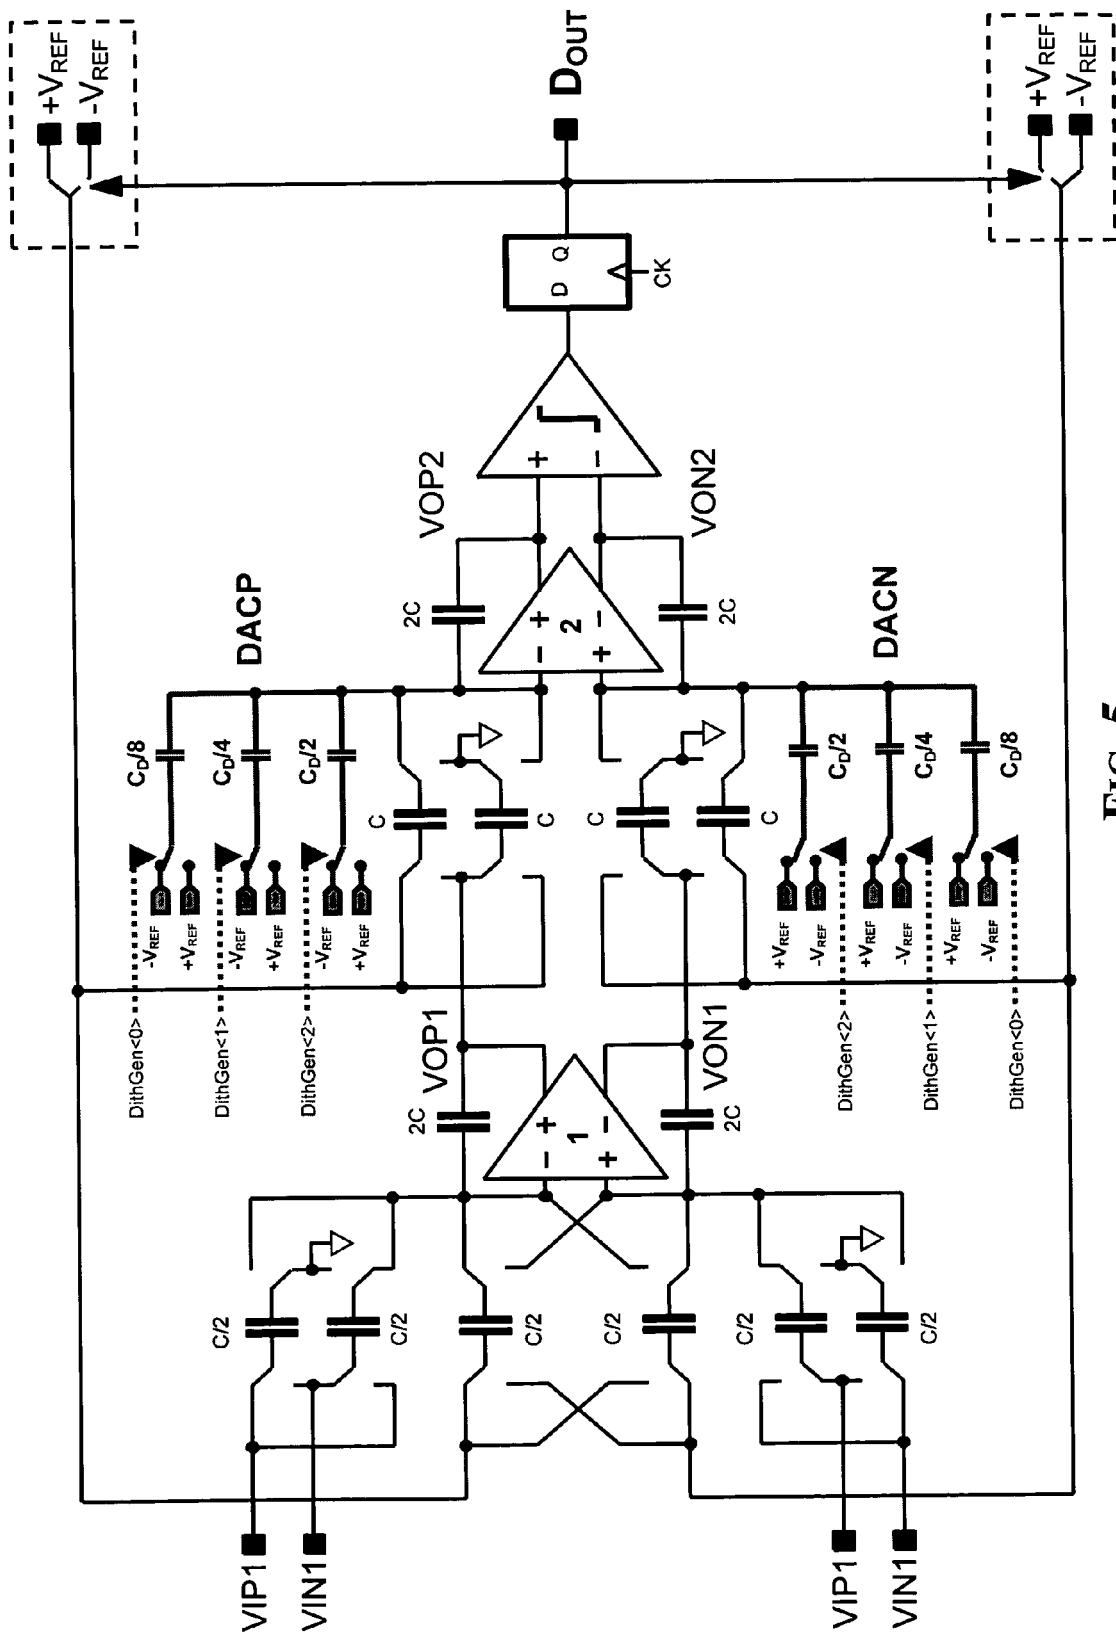 VIP1
VIN1
VIP1
VIN1
C/2
C/2
C/2
C/2
C/2
C/2
2C
2C
- +
1
+ -
VOP1
VON1
DithGen<0>
DithGen<1>
DithGen<2>
-VREF
+VREF
-VREF
+VREF
-VREF
+VREF
CD/8
CD/4
CD/2
DACP
C
C
C
C
+VREF
-VREF
+VREF
-VREF
+VREF
-VREF
DithGen<2>
DithGen<1>
DithGen<0>
CD/2
CD/4
CD/8
DACN
2C
2C
- +
2
+ -
VOP2
VON2
+
-
D Q
CK
DOUT
+VREF
-VREF
+VREF
-VREF
FIG. 5